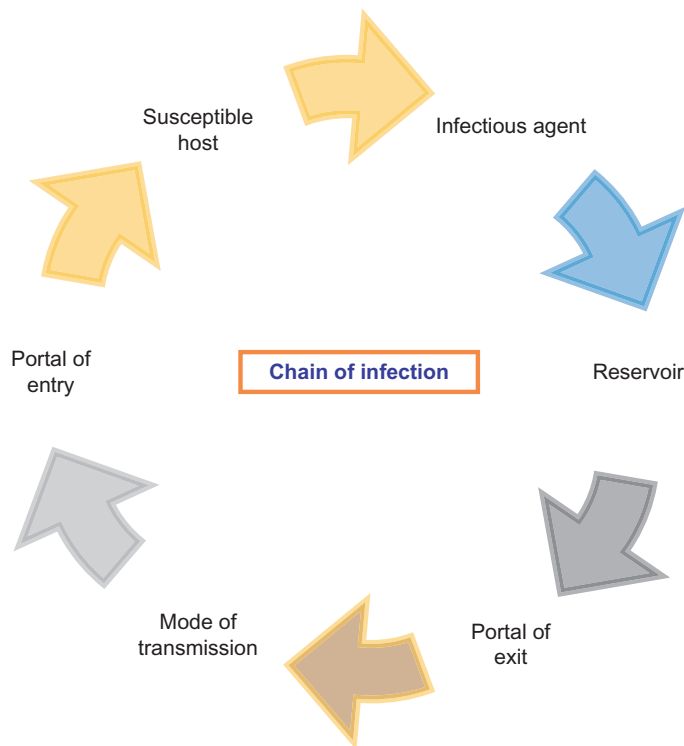 Susceptible
host
Infectious agent
Portal of
entry
Chain of infection
Reservoir
Mode of
transmission
Portal of
exit